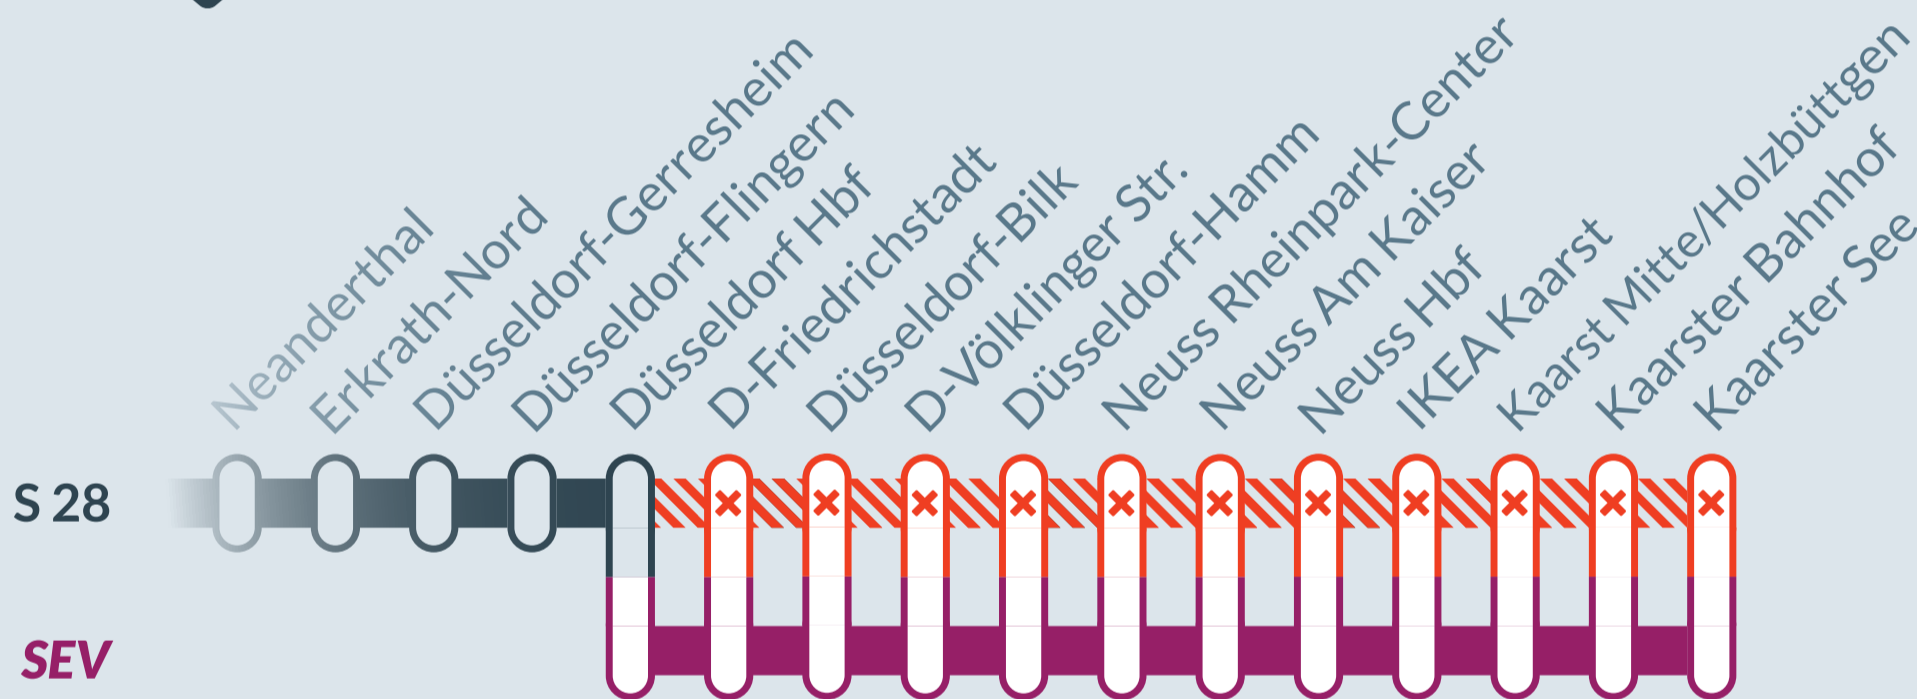 Neanderthal
Erkrath-Nord
Düsseldorf-Gerresheim
Düsseldorf-Flingern
Düsseldorf Hbf
D-Friedrichstadt
Düsseldorf-Bilk
D-Völklinger Str.
Düsseldorf-Hamm
Neuss Rheinpark-Center
Neuss Am Kaiser
Neuss Hbf
IKEA Kaarst
Kaarst Mitte/Holzbüttgen
Kaarster Bahnhof
Kaarster See
S 28
SEV